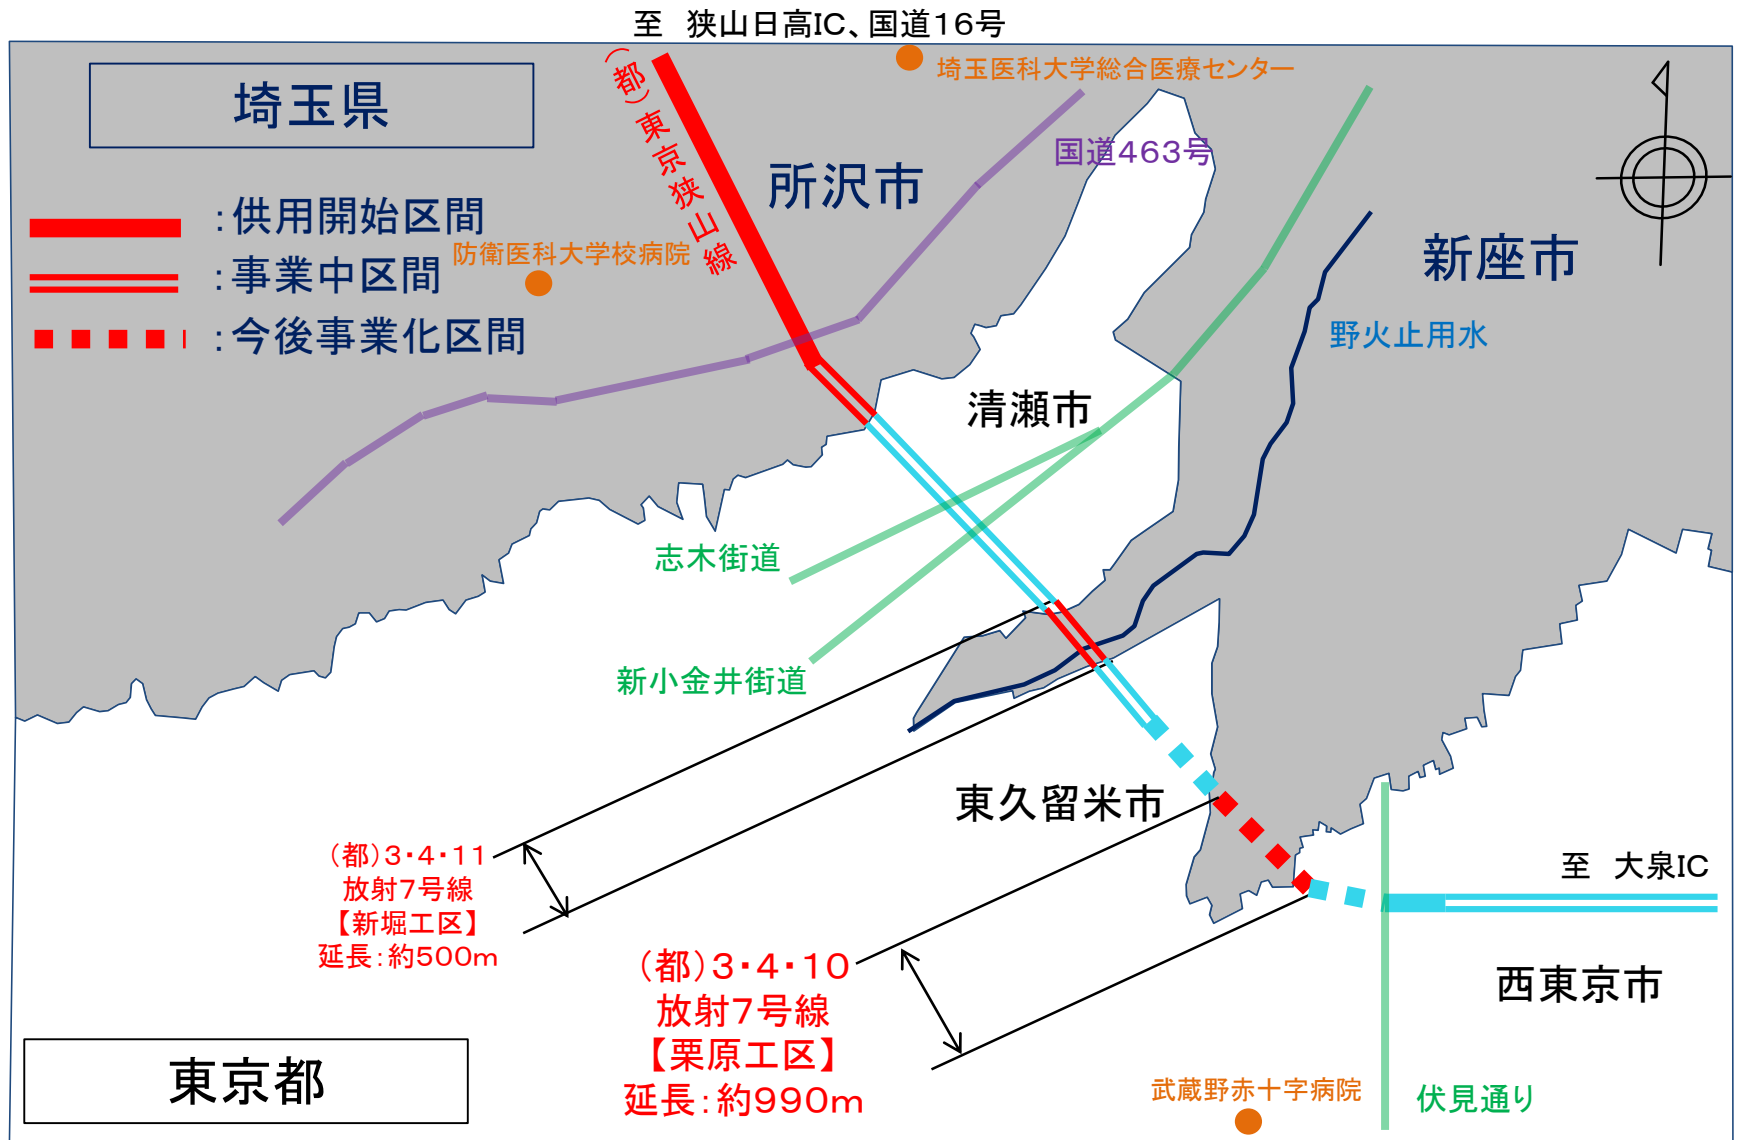 至　狭山日高IC、国道16号
埼玉医科大学総合医療センター
埼玉県
（都）東京狭山線
国道463号
所沢市
：供用開始区間
防衛医科大学校病院
新座市
：事業中区間
：今後事業化区間
野火止用水
清瀬市
志木街道
新小金井街道
東久留米市
（都）3・4・11
放射7号線
【新堀工区】
延長：約500m
至　大泉IC
（都）3・4・10
放射7号線
【栗原工区】
延長：約990m
西東京市
東京都
武蔵野赤十字病院
伏見通り